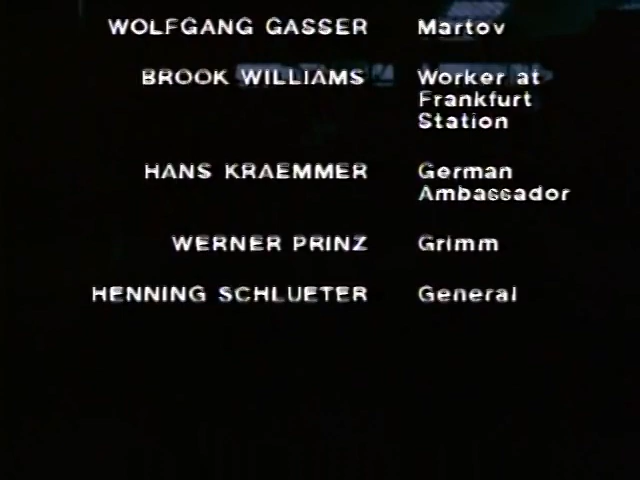 WOLFGANG GASSER Martov
BROOK WILLIAMS Worker at
Frankfurt
Station
HANS KRAEMMER German
Ambassador
WERNER PRINZ Grimm
HENNING SCHLUETER General